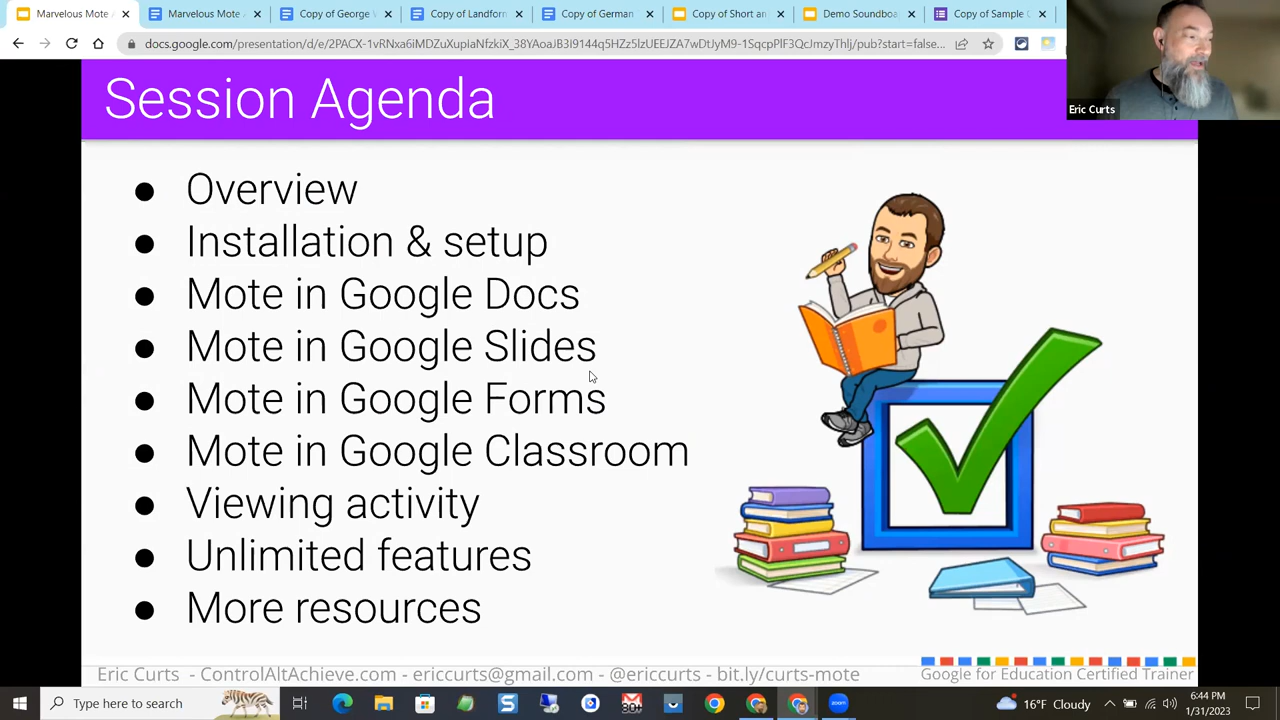 Marvelous Mote
Marvelous Mote
Copy of George
Copy of Landforn
Copy of German
Copy of Short an
Demo Soundboa
Copy of Sample
Session Agenda
Eric Curts
● Overview
● Installation & setup
● Mote in Google Docs
● Mote in Google Slides
● Mote in Google Forms
● Mote in Google Classroom
● Viewing activity
● Unlimited features
● More resources
Eric Curts - ControlAltAchieve.com - ericcurts@gmail.com - @ericcurts - bit.ly/curts-mote
Google for Education Certified Trainer
Type here to search
80+
zoom
16°F Cloudy
6:44 PM
1/31/2023